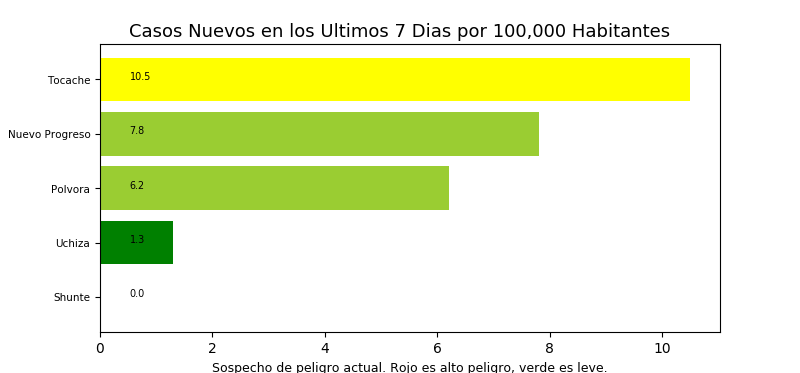 Casos Nuevos en los Ultimos 7 Dias por 100,000 Habitantes
Tocache 10.5
Nuevo Progreso 7.8
Polvora 6.2
Uchiza 1.3
Shunte 0.0
0 2 4 6 8 10
Sospecho de peligro actual. Rojo es alto peligro, verde es leve.